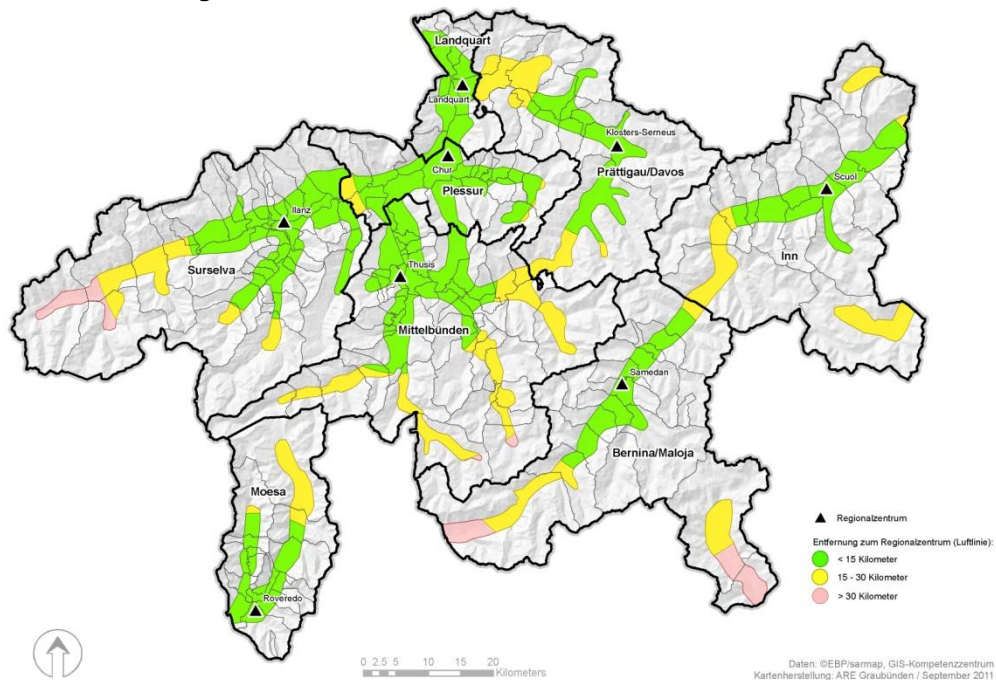 Landquart
Landquart
Klosters-Serneus
Chur
Prättigau/Davos
Plessur
Scuol
Ilanz
Inn
Surselva
Thusis
Mittelbünden
Samedan
Bernina/Maloja
Moesa
Roveredo
Regionalzentrum
Entfernung zum Regionalzentrum (Luftlinie):
< 15 Kilometer
15 - 30 Kilometer
> 30 Kilometer
0 2.5 5 10 15 20
Kilometers
Daten: ©EBP/sarmap, GIS-Kompetenzzentrum
Kartenherstellung: ARE Graubünden / September 2011